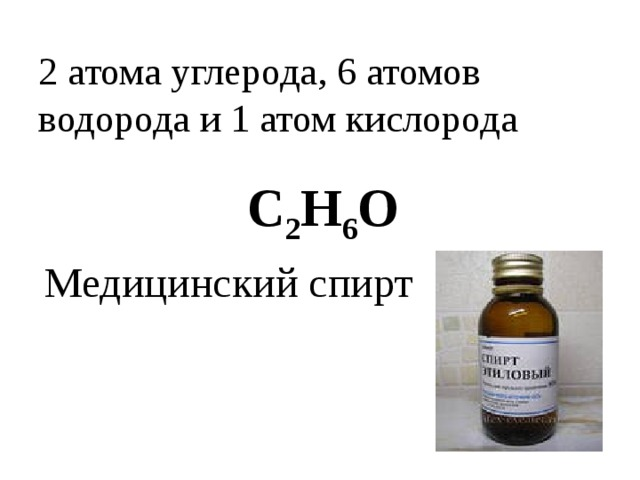 2 атома углерода, 6 атомов
водорода и 1 атом кислорода
C₂H₆O
Медицинский спирт
СПИРТ
ЭТИЛОВЫЙ